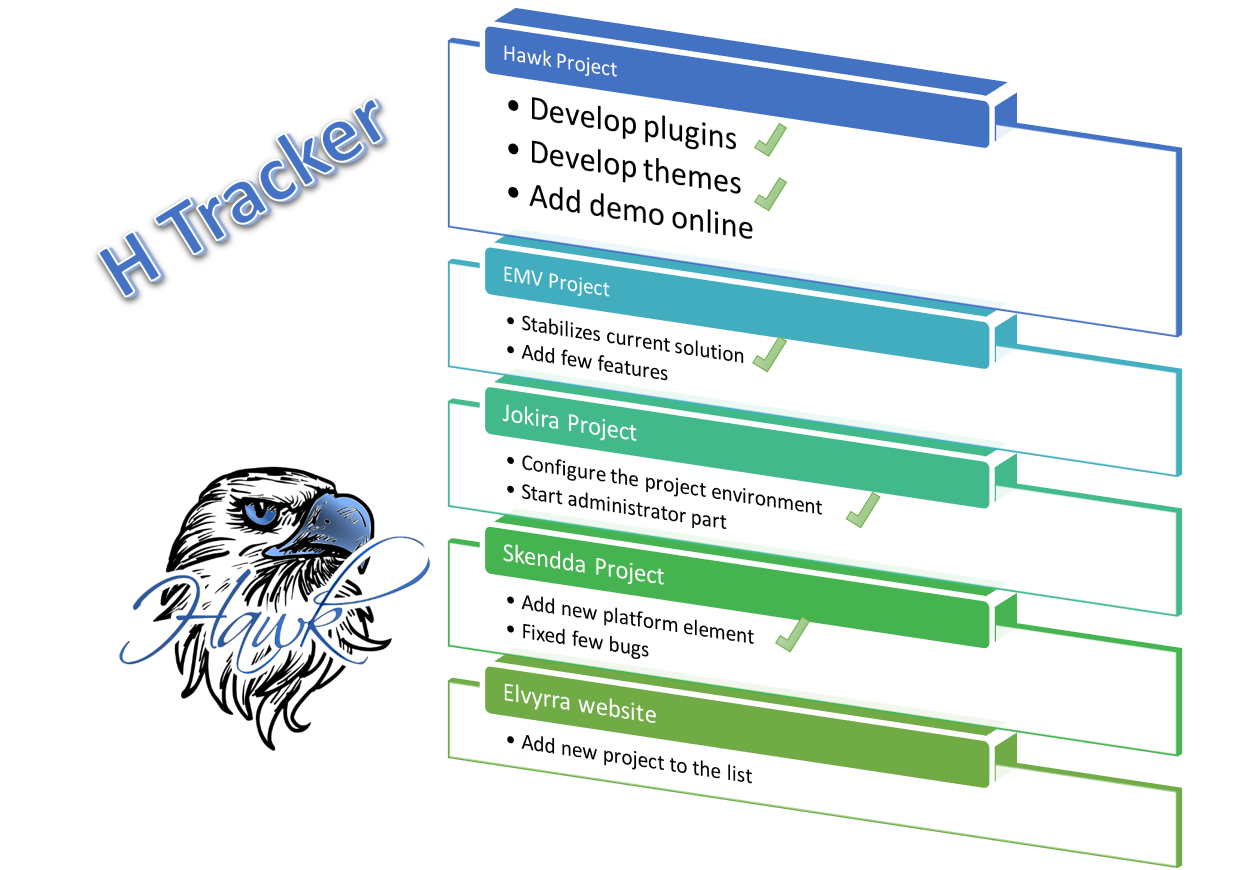 H Tracker
Hawk Project
• Develop plugins
• Develop themes
• Add demo online
EMV Project
• Stabilizes current solution
• Add few features
Jokira Project
• Configure the project environment
• Start administrator part
Skendda Project
• Add new platform element
• Fixed few bugs
Elvyrra website
• Add new project to the list
Hawk